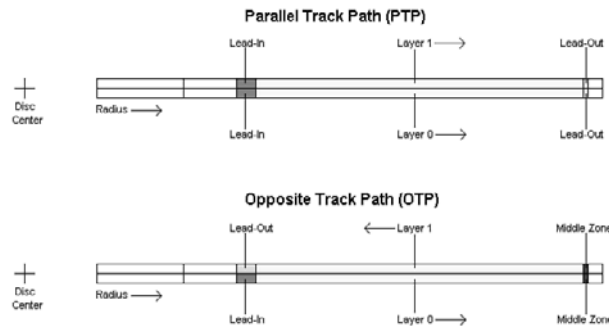 Parallel Track Path (PTP)
Lead-In
Layer 1
Lead-Out
Disc
Center
Radius
Lead-In
Layer 0
Lead-Out
Opposite Track Path (OTP)
Lead-Out
Layer 1
Middle Zone
Disc
Center
Radius
Lead-In
Layer 0
Middle Zone